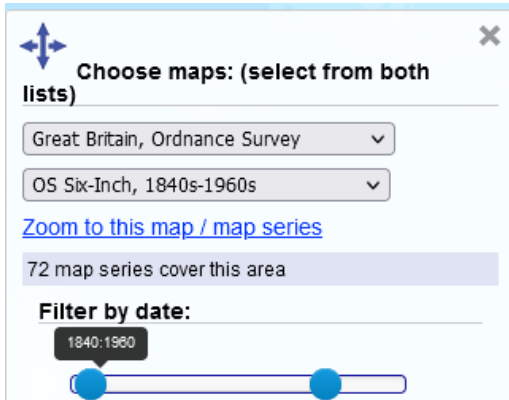 Choose maps: (select from both
lists)
Great Britain, Ordnance Survey
OS Six-Inch, 1840s-1960s
Zoom to this map / map series
72 map series cover this area
Filter by date:
1840:1960